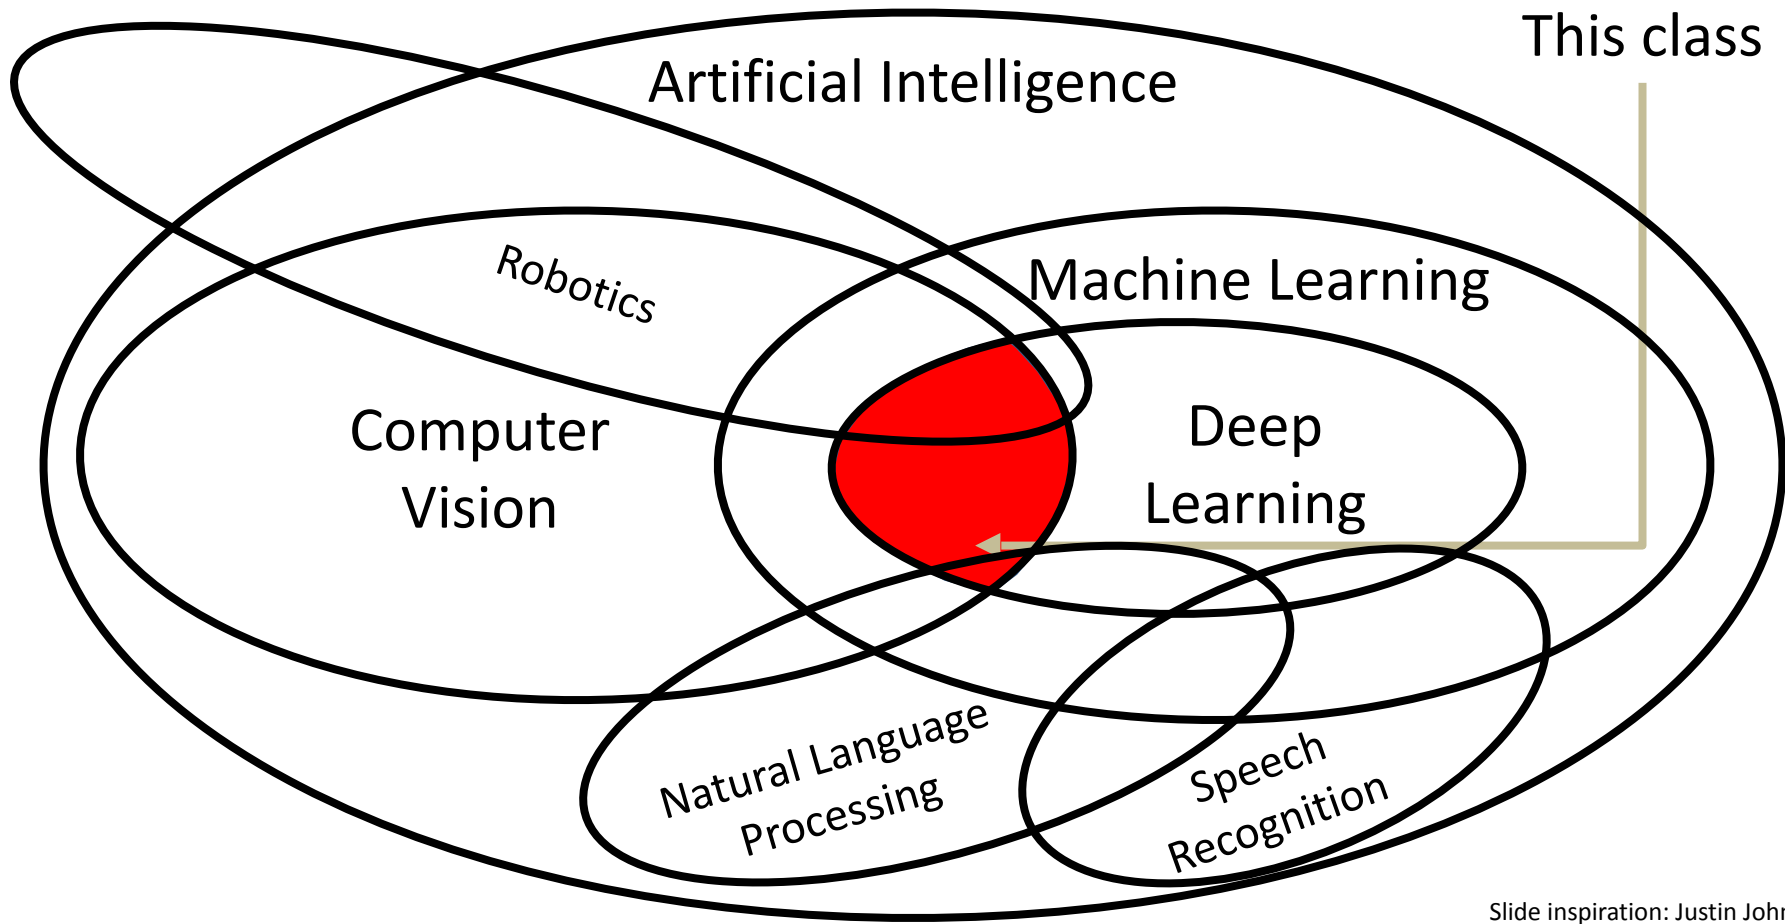 This class
Artificial Intelligence
Robotics
Machine Learning
Computer
Vision
Deep
Learning
Natural Language
Processing
Speech
Recognition
Slide inspiration: Justin